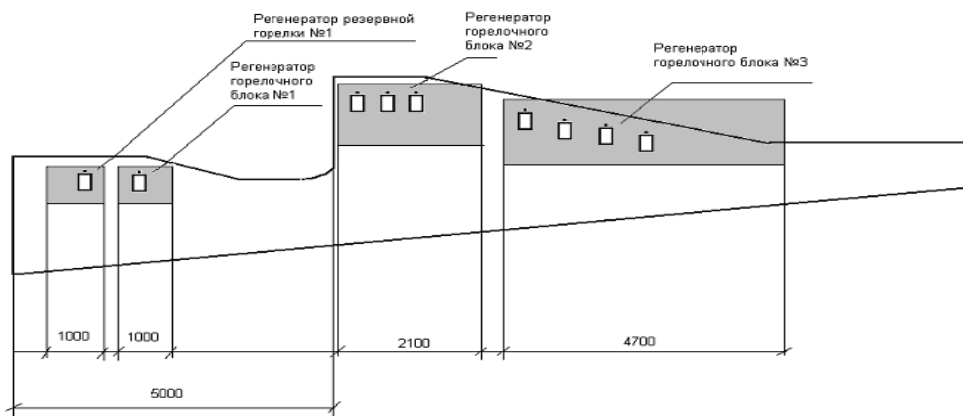 Регенератор резервной
горелки №1
Регенератор
горелочного
блока №1
Регенератор
горелочного
блока №2
Регенератор
горелочного блока №3
1000
1000
2100
4700
5000